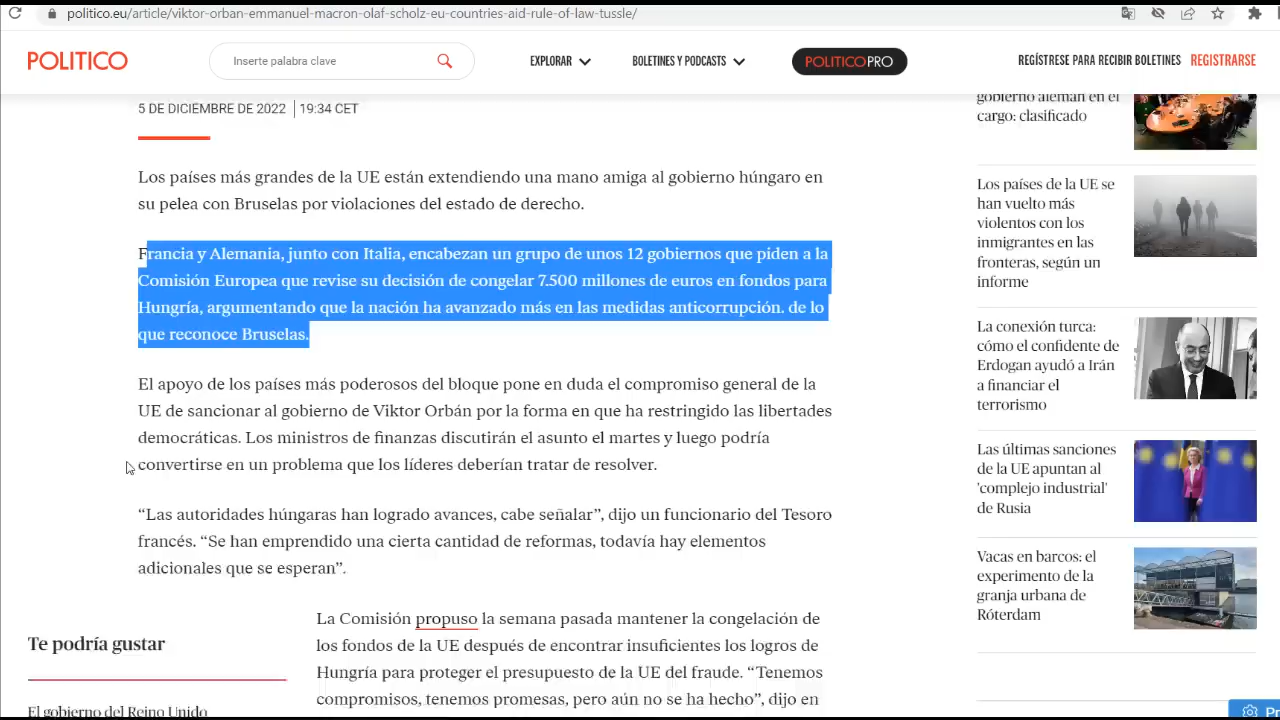 politico.eu/article/viktor-orban-emmanuel-macron-olaf-scholz-eu-countries-aid-rule-of-law-tussle/
POLITICO
Inserte palabra clave
EXPLORAR
BOLETINES Y PODCASTS
POLITICOPRO
REGÍSTRESE PARA RECIBIR BOLETINES
REGISTRARSE
5 DE DICIEMBRE DE 2022 | 19:34 CET
Los países más grandes de la UE están extendiendo una mano amiga al gobierno húngaro en
su pelea con Bruselas por violaciones del estado de derecho.
Francia y Alemania, junto con Italia, encabezan un grupo de unos 12 gobiernos que piden a la
Comisión Europea que revise su decisión de congelar 7.500 millones de euros en fondos para
Hungría, argumentando que la nación ha avanzado más en las medidas anticorrupción. de lo
que reconoce Bruselas.
El apoyo de los países más poderosos del bloque pone en duda el compromiso general de la
UE de sancionar al gobierno de Viktor Orbán por la forma en que ha restringido las libertades
democráticas. Los ministros de finanzas discutirán el asunto el martes y luego podría
convertirse en un problema que los líderes deberían tratar de resolver.
“Las autoridades húngaras han logrado avances, cabe señalar”, dijo un funcionario del Tesoro
francés. “Se han emprendido una cierta cantidad de reformas, todavía hay elementos
adicionales que se esperan”.
La Comisión propuso la semana pasada mantener la congelación de
los fondos de la UE después de encontrar insuficientes los logros de
Hungría para proteger el presupuesto de la UE del fraude. “Tenemos
compromisos, tenemos promesas, pero aún no se ha hecho”, dijo en
Te podría gustar
El gobierno del Reino Unido
gobierno alemán en el
cargo: clasificado
Los países de la UE se
han vuelto más
violentos con los
inmigrantes en las
fronteras, según un
informe
La conexión turca:
cómo el confidente de
Erdogan ayudó a Irán
a financiar el
terrorismo
Las últimas sanciones
de la UE apuntan al
'complejo industrial'
de Rusia
Vacas en barcos: el
experimento de la
granja urbana de
Róterdam